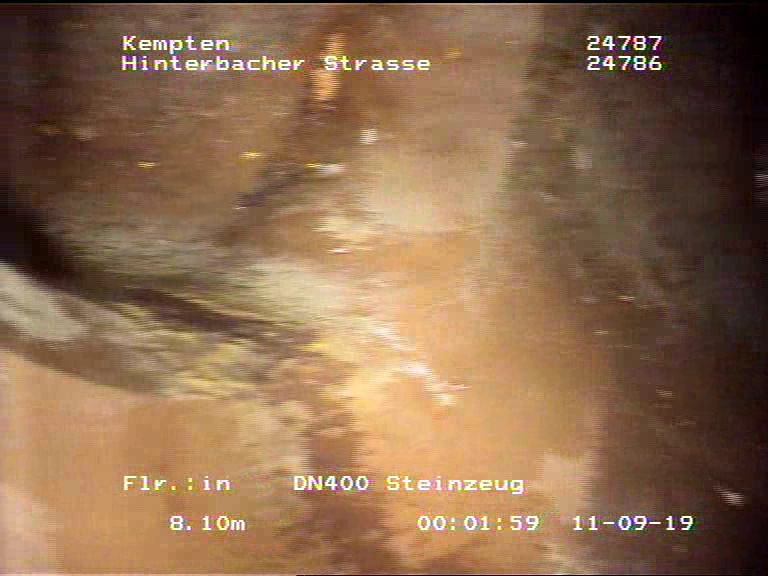 Kempten 24787
Hinterbacher Strasse 24786
Flr.:in DN400 Steinzeug
8.10m 00:01:59 11-09-19